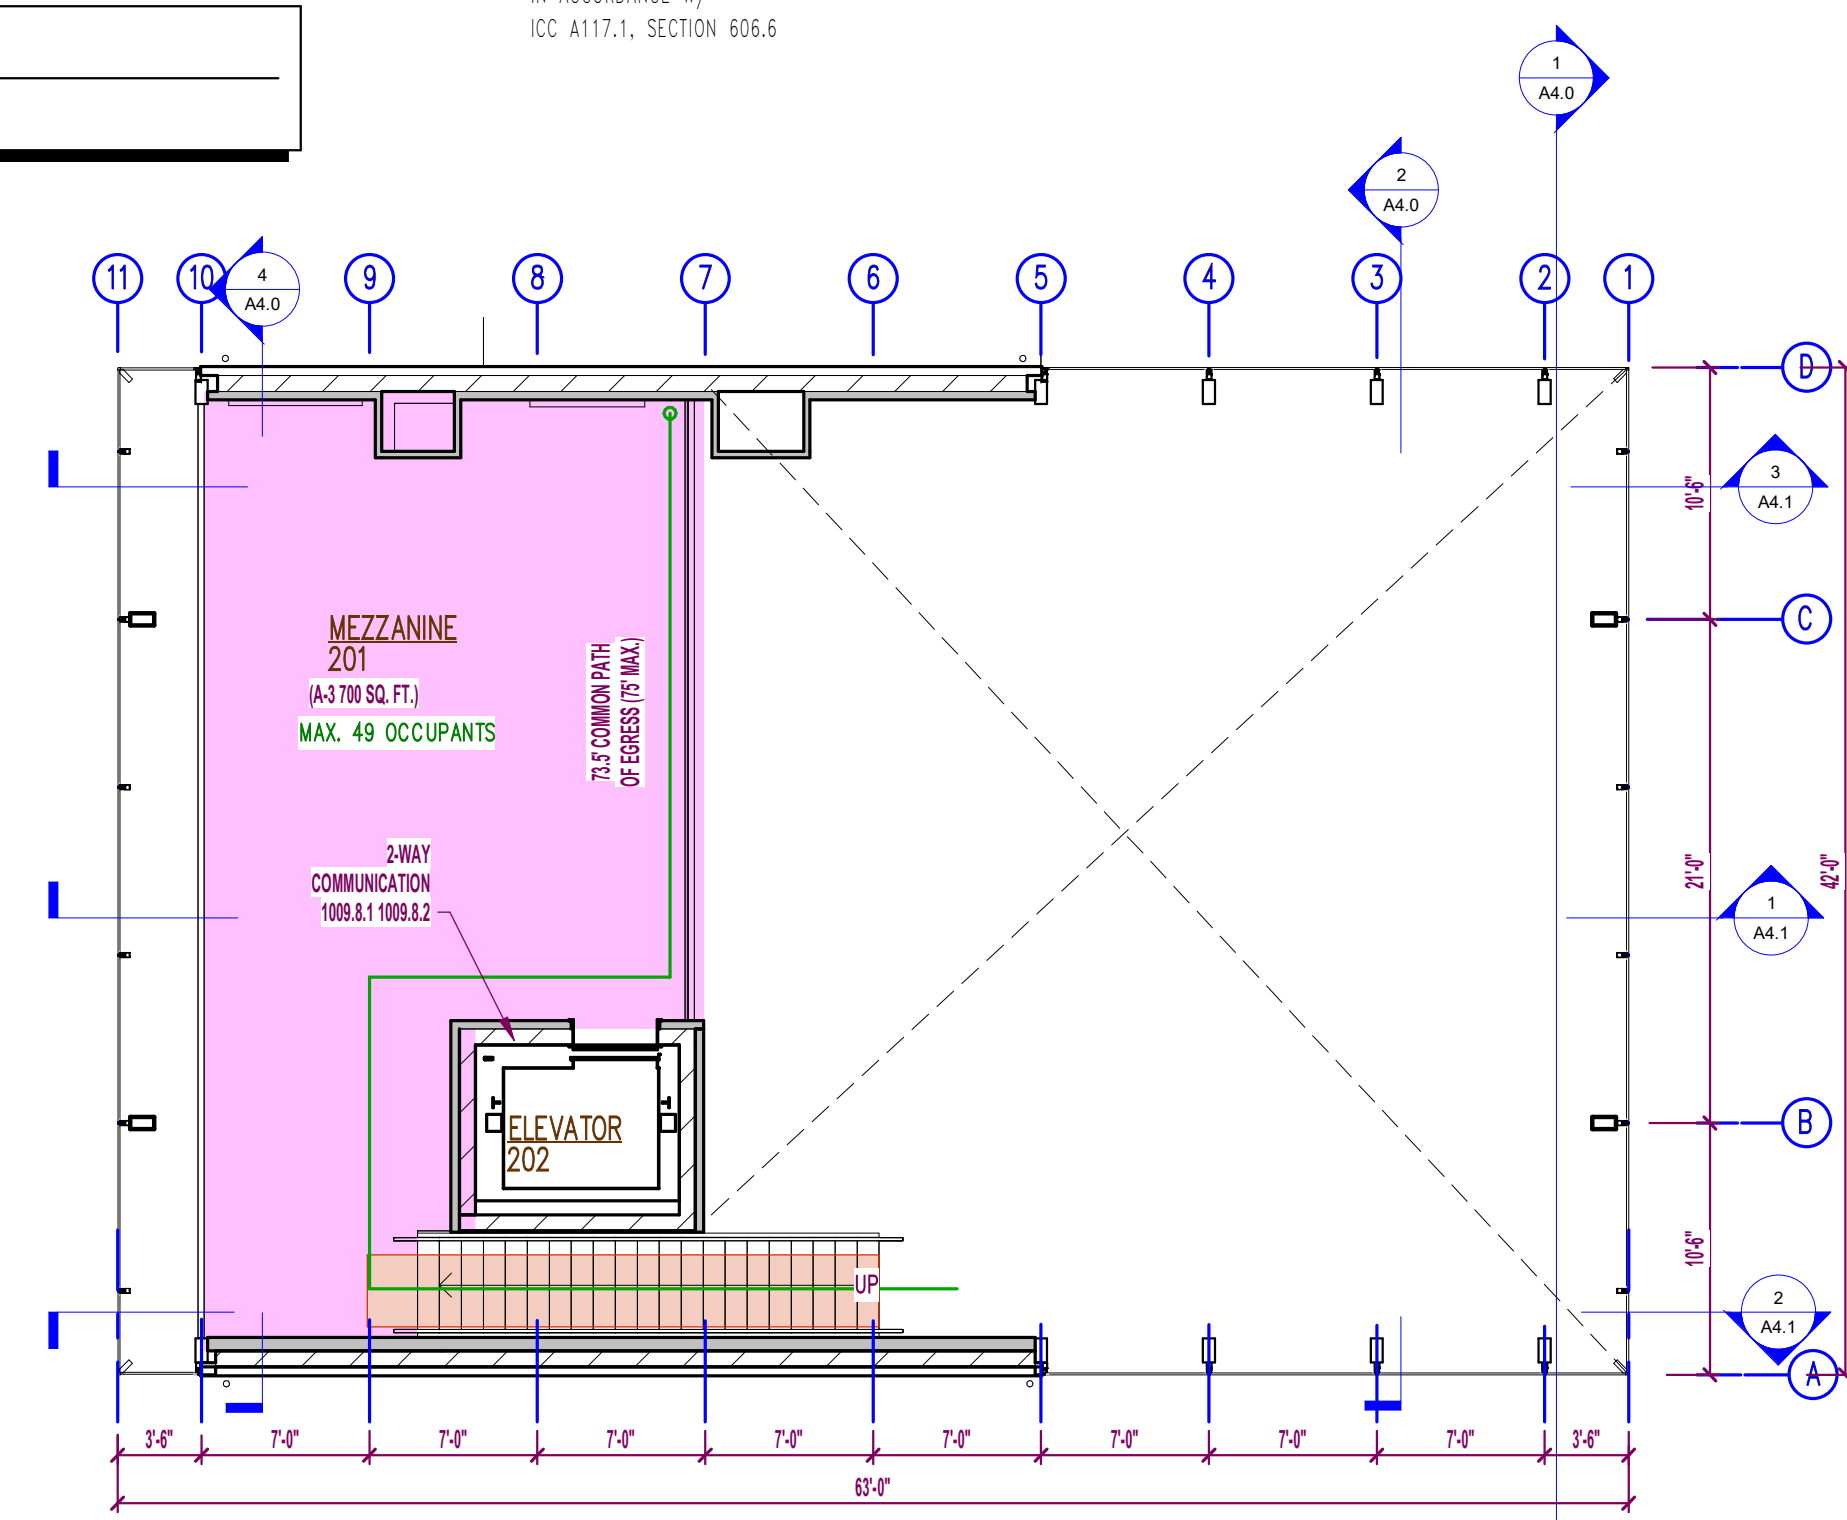 IN ACCORDANCE W/
ICC A117.1, SECTION 606.6
1
A4.0
2
A4.0
4
A4.0
11
10
9
8
7
6
5
4
3
2
1
D
10'-6"
3
A4.1
C
MEZZANINE
201
(A-3 700 SQ. FT.)
MAX. 49 OCCUPANTS
73.5' COMMON PATH
OF EGRESS (75' MAX.)
2-WAY
COMMUNICATION
1009.8.1 1009.8.2
21'-0"
42'-0"
1
A4.1
B
ELEVATOR
202
UP
10'-6"
2
A4.1
A
3'-6"
7'-0"
7'-0"
7'-0"
7'-0"
7'-0"
7'-0"
7'-0"
7'-0"
3'-6"
63'-0"